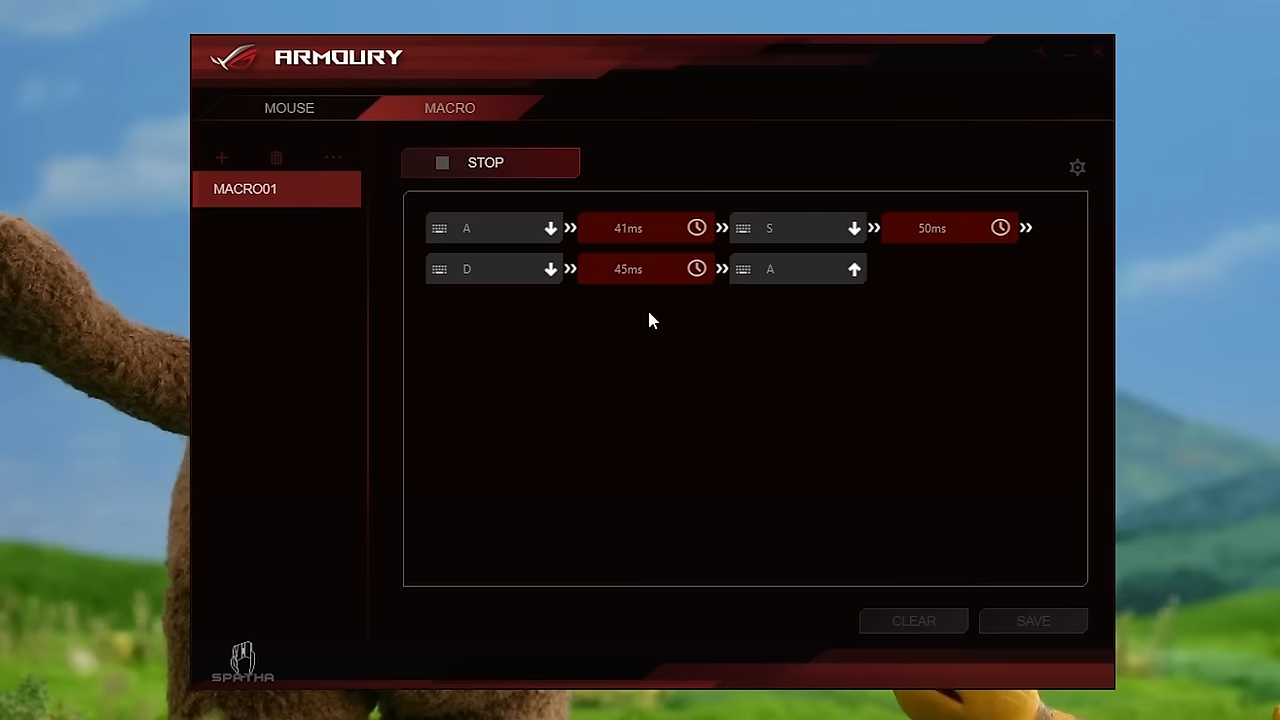 ARMOURY
MOUSE MACRO
STOP
MACRO01
A 41ms S 50ms
D 45ms A
CLEAR SAVE
SPATHA